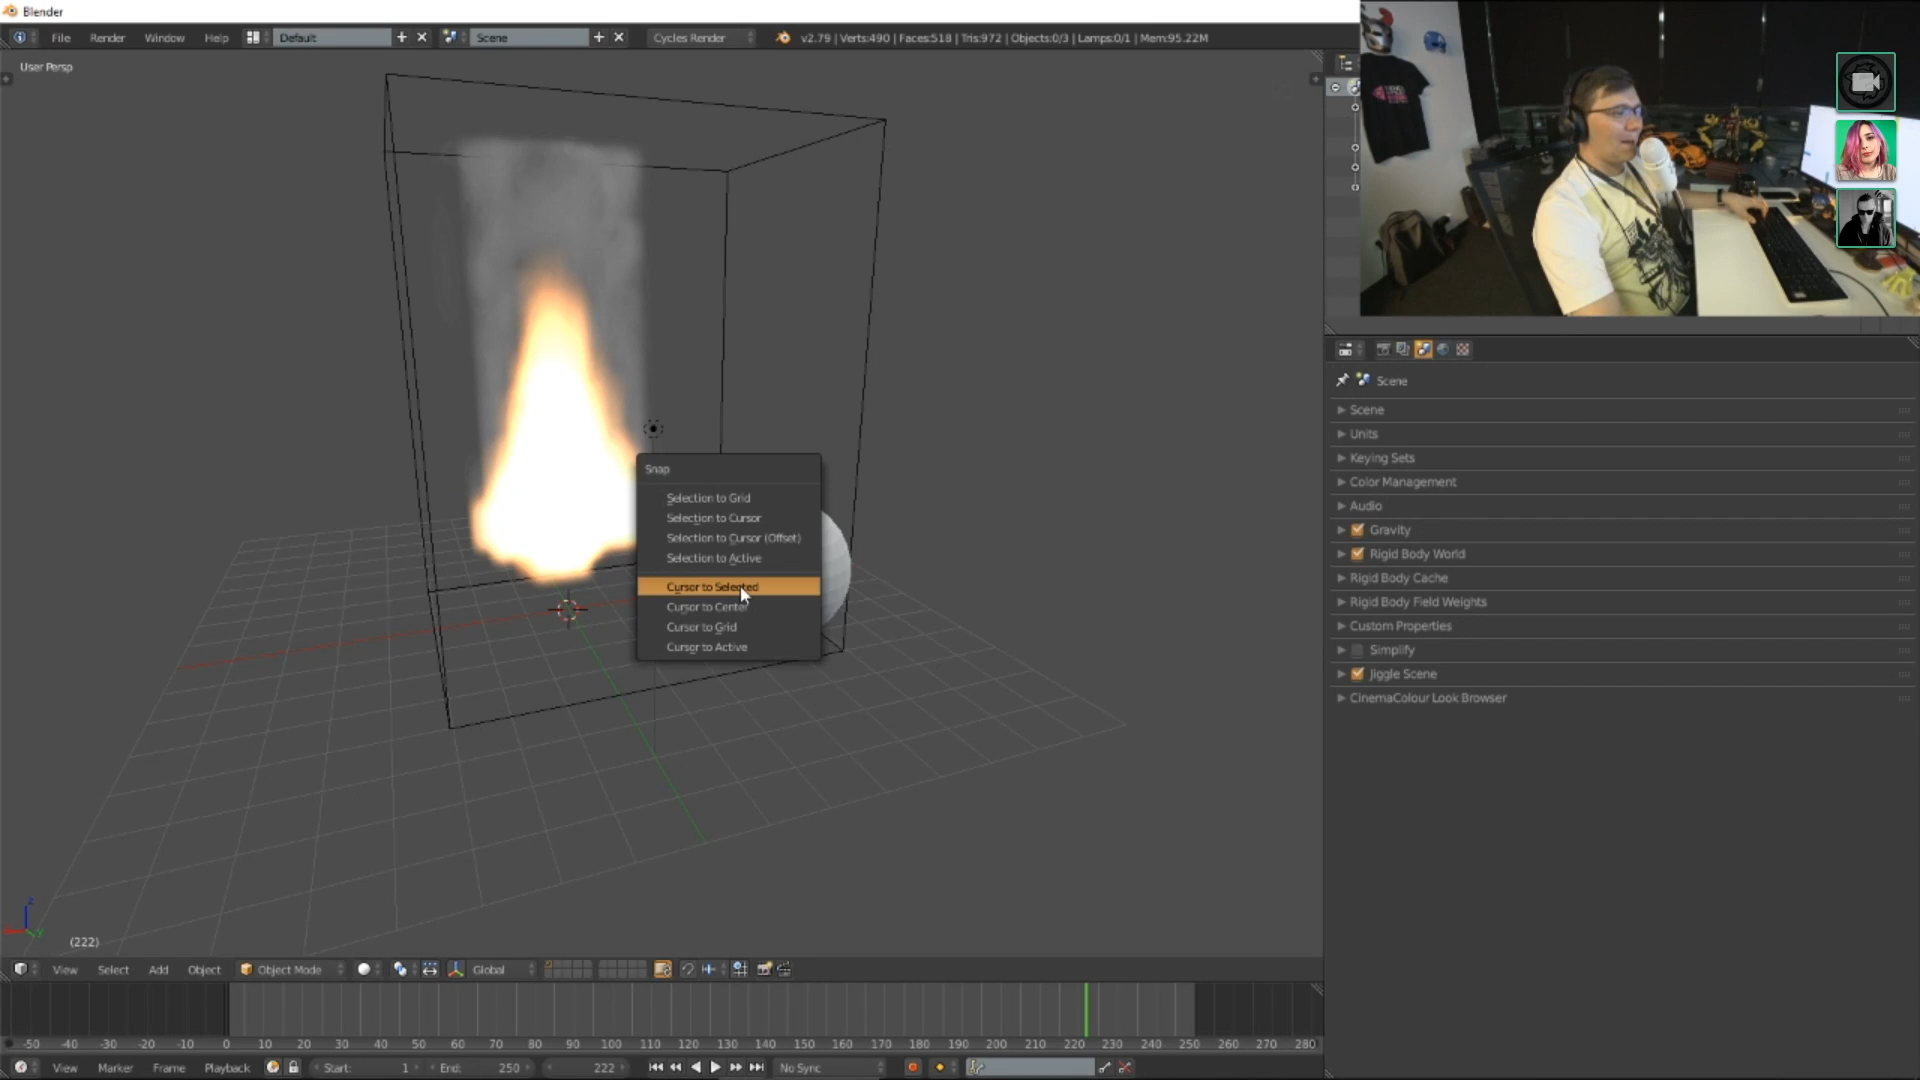 Blender
File
Render
Window
Help
Default
Scene
Cycles Render
v2.79 | Verts:490 | Faces:518 | Tris:972 | Objects:0/3 | Lamps:0/1 | Mem:95.22M
User Persp
Snap
Selection to Grid
Selection to Cursor
Selection to Cursor (Offset)
Selection to Active
Cursor to Selected
Cursor to Center
Cursor to Grid
Cursor to Active
Scene
Scene
Units
Keying Sets
Color Management
Audio
Gravity
Rigid Body World
Rigid Body Cache
Rigid Body Field Weights
Custom Properties
Simplify
Jiggle Scene
CinemaColour Look Browser
z
y
(222)
View
Select
Add
Object
Object Mode
Global
-50 -40 -30 -20 -10 0 10 20 30 40 50 60 70 80 90 100 110 120 130 140 150 160 170 180 190 200 210 220 230 240 250 260 270 280
View
Marker
Frame
Playback
Start: 1
End: 250
222
No Sync